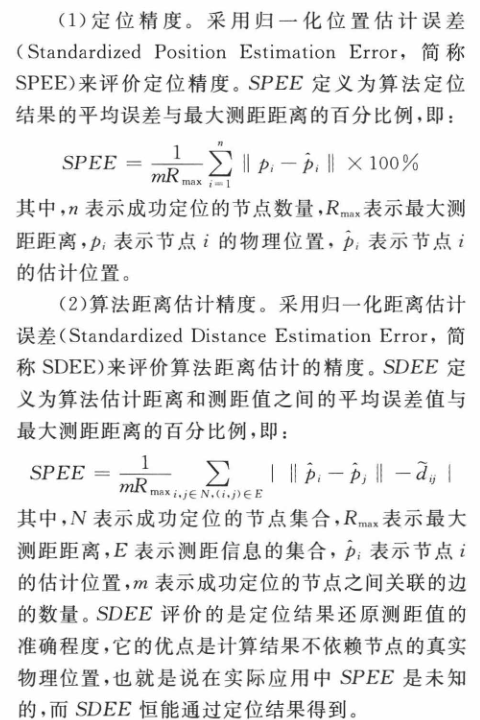 (1)定位精度。采用归一化位置估计误差
(Standardized Position Estimation Error, 简称
SPEE)来评价定位精度。SPEE 定义为算法定位
结果的平均误差与最大测距距离的百分比例,即:
SPEE = \frac{1}{mR_{max}} \sum_{i=1}^{n} ‖ p_i − \hat{p}_i ‖ ×100%
其中,n 表示成功定位的节点数量,R_{max}表示最大测
距距离,p_i 表示节点 i 的物理位置, \hat{p}_i 表示节点 i
的估计位置。
(2)算法距离估计精度。采用归一化距离估计
误差(Standardized Distance Estimation Error, 简
称 SDEE)来评价算法距离估计的精度。SDEE 定
义为算法估计距离和测距值之间的平均误差值与
最大测距距离的百分比例,即:
SPEE = \frac{1}{mR_{max}} \sum_{i,j∈N,(i,j)∈E} | ‖ \hat{p}_i − \hat{p}_j ‖ − \tilde{d}_{ij} |
其中,N 表示成功定位的节点集合,R_{max}表示最大
测距距离,E 表示测距信息的集合, \hat{p}_i 表示节点 i
的估计位置,m 表示成功定位的节点之间关联的边
的数量。SDEE 评价的是定位结果还原测距值的
准确程度,它的优点是计算结果不依赖节点的真实
物理位置,也就是说在实际应用中 SPEE 是未知
的,而 SDEE 恒能通过定位结果得到。